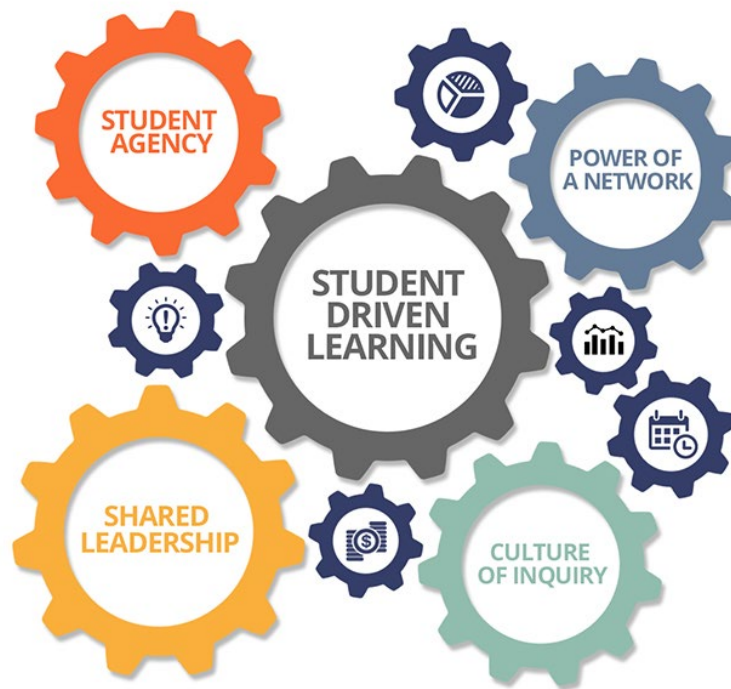 STUDENT
AGENCY
POWER OF
A NETWORK
STUDENT
DRIVEN
LEARNING
SHARED
LEADERSHIP
$
CULTURE
OF INQUIRY